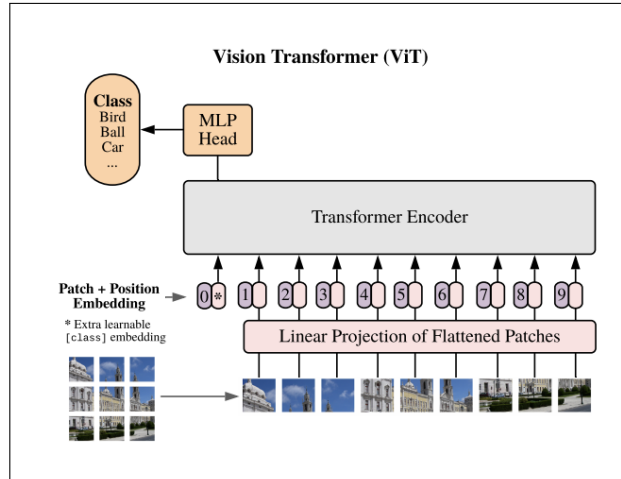 Vision Transformer (ViT)
Class
Bird
Ball
Car
...
MLP
Head
Transformer Encoder
Patch + Position
Embedding
0 * 1 2 3 4 5 6 7 8 9
* Extra learnable
[class] embedding
Linear Projection of Flattened Patches